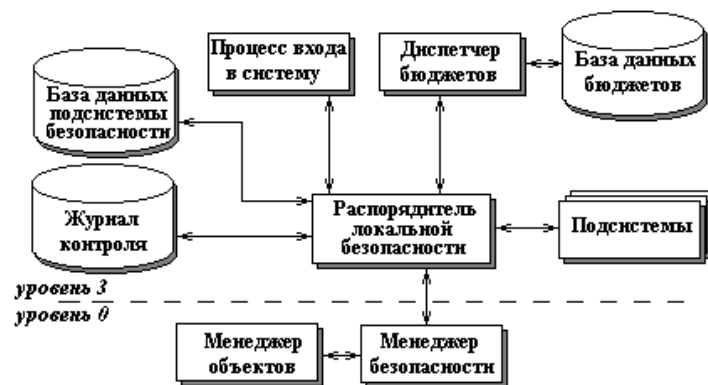 Процесс входа
в систему
Диспетчер
бюджетов
База данных
бюджетов
База данных
подсистемы
безопасности
Журнал
контроля
Распорядитель
локальной
безопасности
Подсистемы
уровень 3
уровень 0
Менеджер
объектов
Менеджер
безопасности